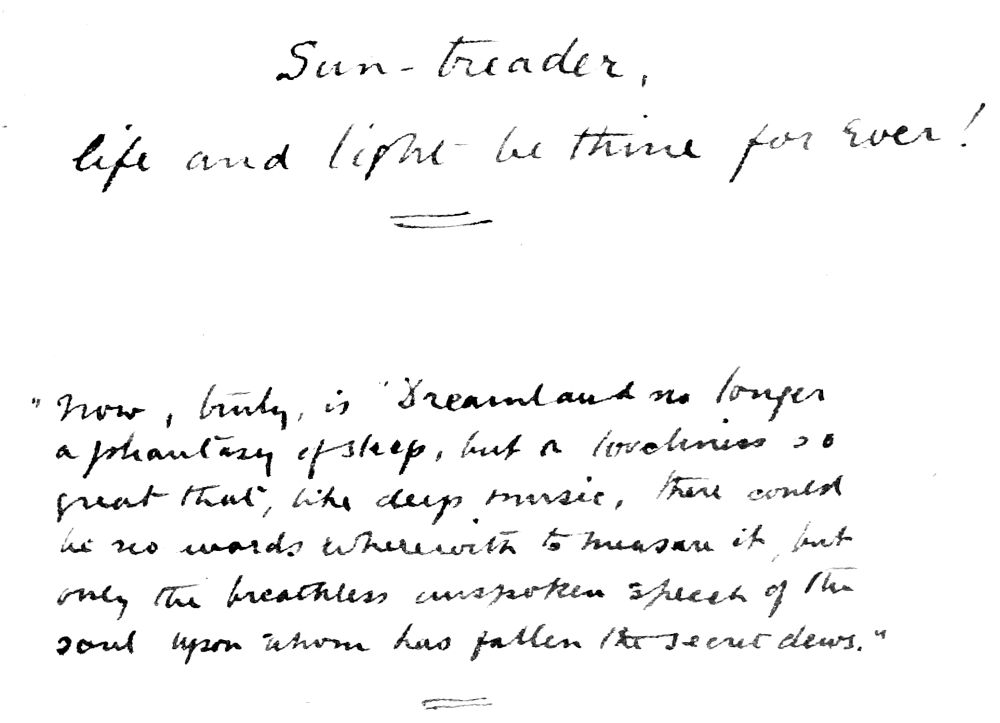 Sun-treader,
life and light be thine for ever!
"Now, truly, is Dreamland no longer
a phantasy of sleep, but a loveliness so
great that, like deep music, there could
be no words wherewith to measure it, but
only the breathless unspoken speech of the
soul upon whom has fallen the secret dews."